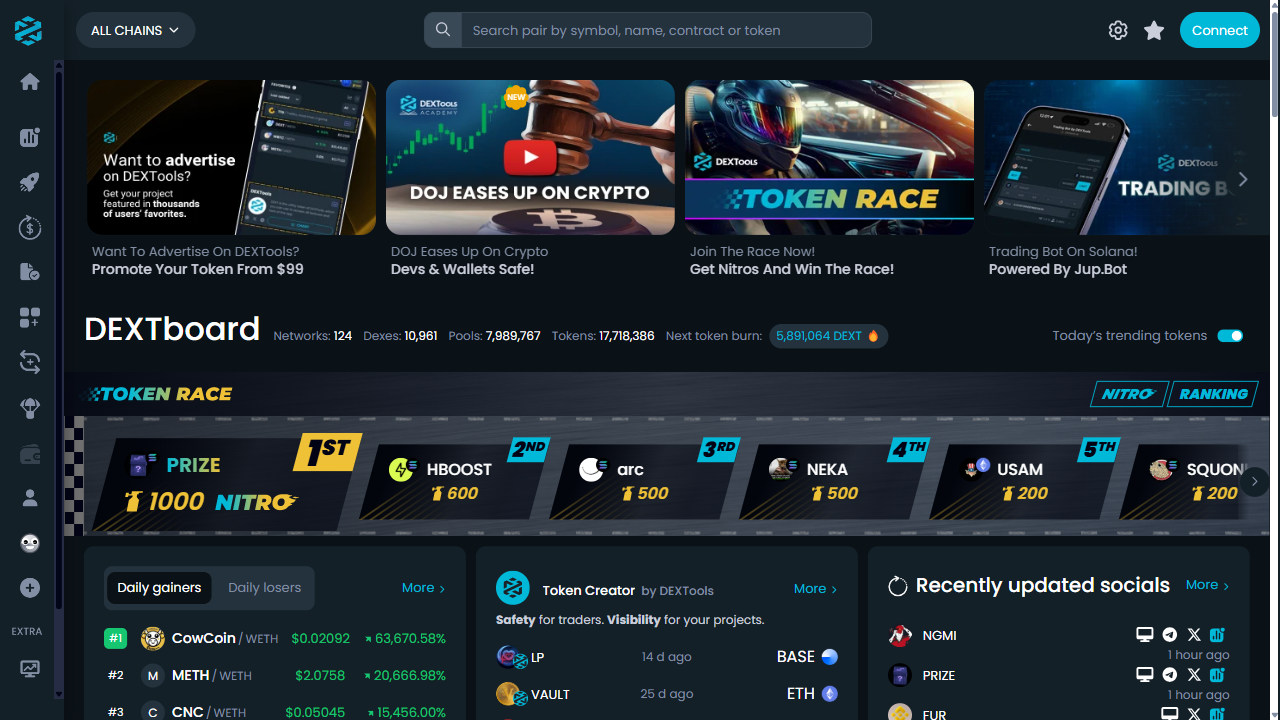 ALL CHAINS
Search pair by symbol, name, contract or token
Connect
Want to advertise
on DEXTools?
Get your project
featured in thousands
of users' favorites.
DEXTools
ACADEMY
NEW
DOJ EASES UP ON CRYPTO
DEXTools
TOKEN RACE
DEXTools
TRADING B
Want To Advertise On DEXTools?
Promote Your Token From $99
DOJ Eases Up On Crypto
Devs & Wallets Safe!
Join The Race Now!
Get Nitros And Win The Race!
Trading Bot On Solana!
Powered By Jup.Bot
DEXTboard
Networks: 124 Dexes: 10,961 Pools: 7,989,767 Tokens: 17,718,386 Next token burn: 5,891,064 DEXT
Today's trending tokens
TOKEN RACE
NITRO
RANKING
PRIZE
1ST
1000 NITRO
HBOOST
2ND
600
arc
3RD
500
NEKA
4TH
500
USAM
5TH
200
SQUON
200
EXTRA
Daily gainers
Daily losers
More
#1 CowCoin / WETH $0.02092 63,670.58%
#2 M METH / WETH $2.0758 20,666.98%
#3 C CNC / WETH $0.05045 15,456.00%
Token Creator by DEXTools
More
Safety for traders. Visibility for your projects.
LP 14 d ago BASE
VAULT 25 d ago ETH
Recently updated socials
More
NGMI
1 hour ago
PRIZE
1 hour ago
FUR